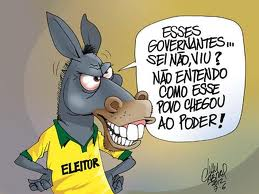 ESSES
GOVERNANTES...
SEI NÃO, VIU?
NÃO ENTENDO
COMO ESSE
POVO CHEGOU
AO PODER!
ELEITOR